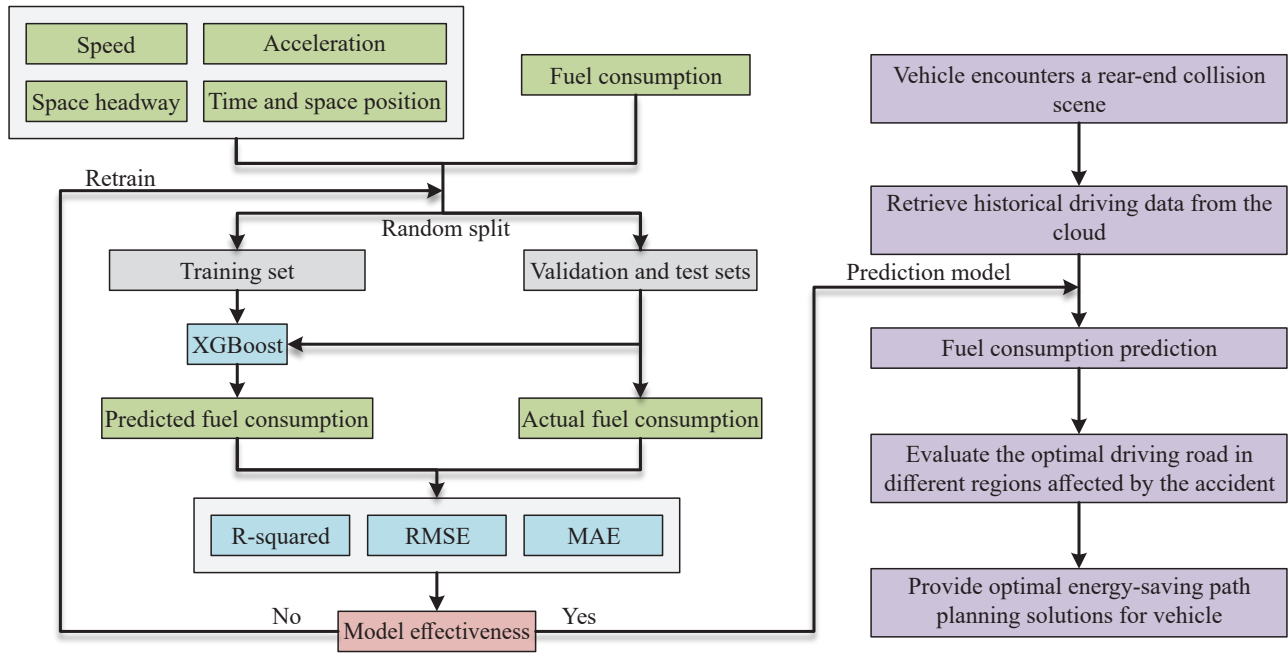 Speed
Acceleration
Space headway
Time and space position
Fuel consumption
Retrain
Random split
Training set
Validation and test sets
XGBoost
Predicted fuel consumption
Actual fuel consumption
R-squared
RMSE
MAE
No
Model effectiveness
Yes
Prediction model
Vehicle encounters a rear-end collision
scene
Retrieve historical driving data from the
cloud
Fuel consumption prediction
Evaluate the optimal driving road in
different regions affected by the accident
Provide optimal energy-saving path
planning solutions for vehicle